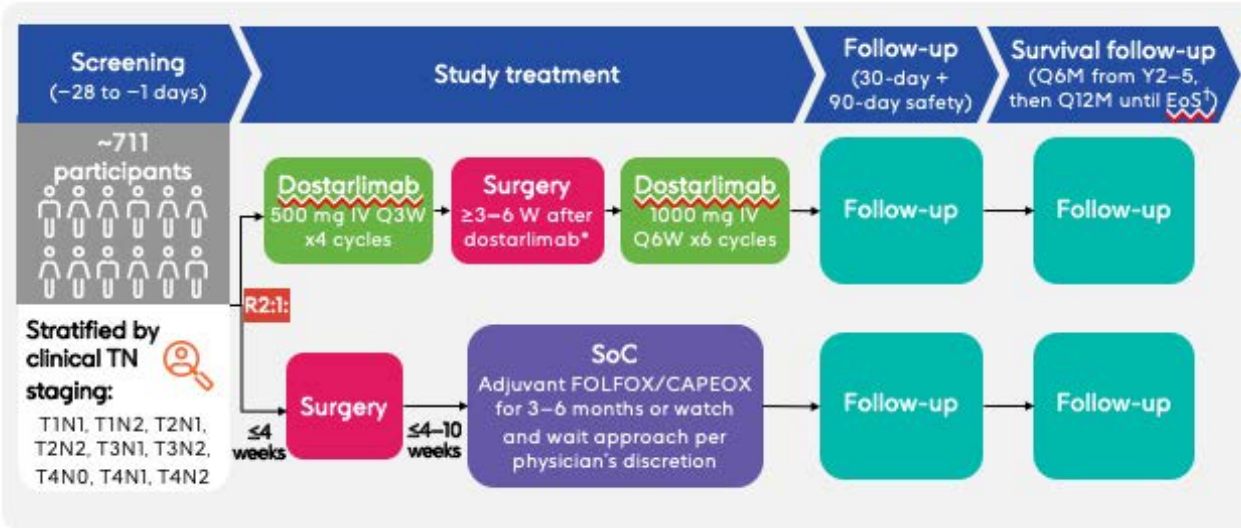 Screening
(−28 to −1 days)
Study treatment
Follow-up
(30-day +
90-day safety)
Survival follow-up
(Q6M from Y2–5,
then Q12M until EoS†)
~711
participants
Stratified by
clinical TN
staging:
T1N1, T1N2, T2N1,
T2N2, T3N1, T3N2,
T4N0, T4N1, T4N2
R2:1:
Dostarlimab
500 mg IV Q3W
x4 cycles
Surgery
≥3–6 W after
dostarlimab*
Dostarlimab
1000 mg IV
Q6W x6 cycles
Follow-up
Follow-up
≤4
weeks
Surgery
≤4–10
weeks
SoC
Adjuvant FOLFOX/CAPEOX
for 3–6 months or watch
and wait approach per
physician's discretion
Follow-up
Follow-up